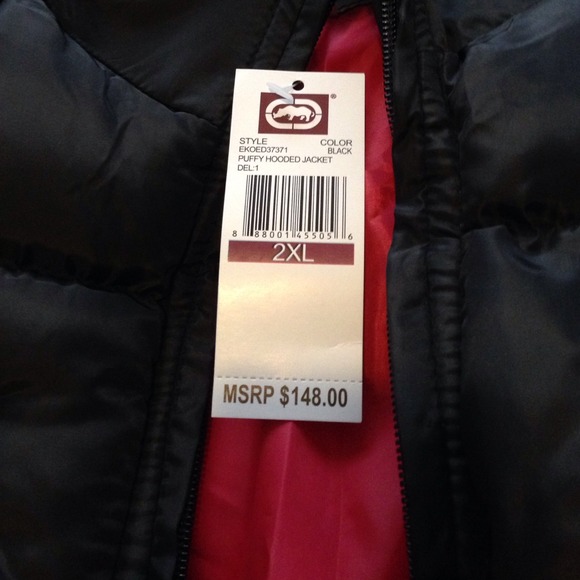 ®
STYLE COLOR
EKOED37371 BLACK
PUFFY HOODED JACKET
DEL:1
8 88001 45505 6
2XL
MSRP $148.00